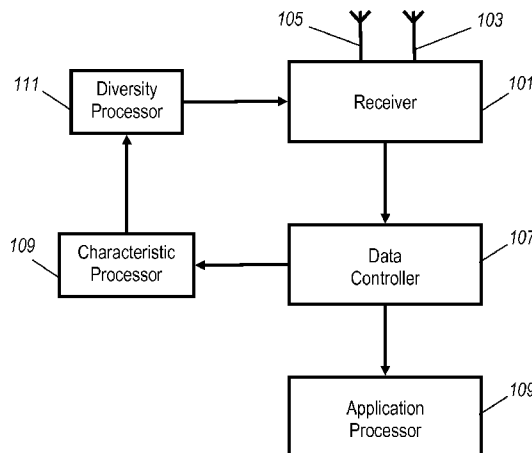 105
103
111
Diversity
Processor
Receiver
101
109
Characteristic
Processor
Data
Controller
107
Application
Processor
109